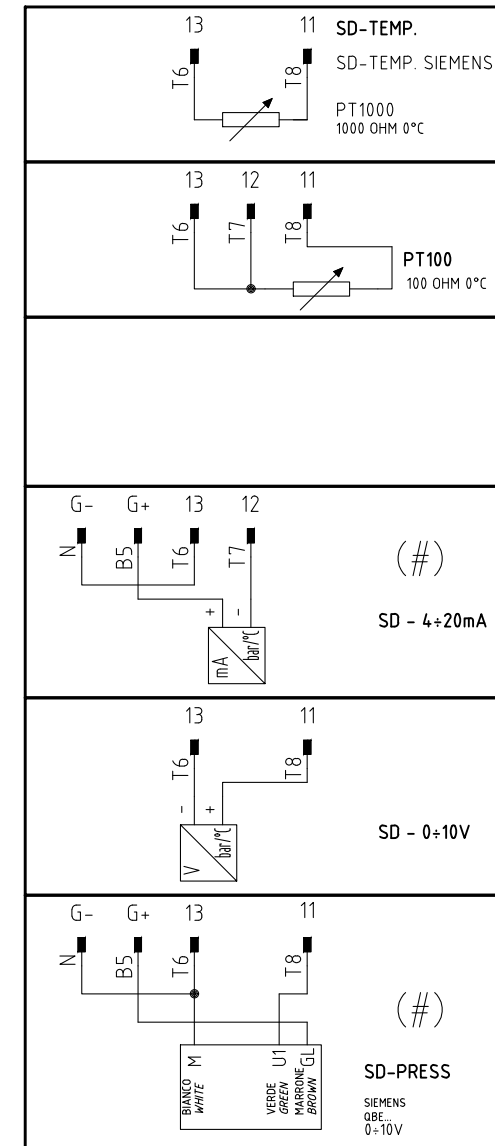 13 11 SD-TEMP.
T6 T8 SD-TEMP. SIEMENS
PT1000
1000 OHM 0°C
13 12 11
T6 T7 T8
PT100
100 OHM 0°C
G- G+ 13 12
N B5 T6 T7
(#)
+ -
mA bar/°C
SD - 4÷20mA
13 11
T6 T8
- +
V bar/°C
SD - 0÷10V
G- G+ 13 11
N B5 T6 T8
(#)
M U1 GL
BIANCO
WHITE
VERDE
GREEN
MARRONE
BROWN
SD-PRESS
SIEMENS
QBE...
0÷10V